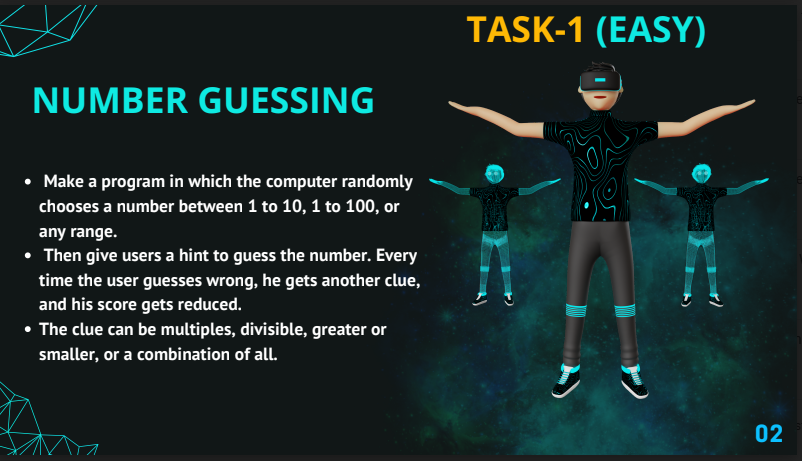 TASK-1 (EASY)
NUMBER GUESSING
• Make a program in which the computer randomly
chooses a number between 1 to 10, 1 to 100, or
any range.
• Then give users a hint to guess the number. Every
time the user guesses wrong, he gets another clue,
and his score gets reduced.
• The clue can be multiples, divisible, greater or
smaller, or a combination of all.
02